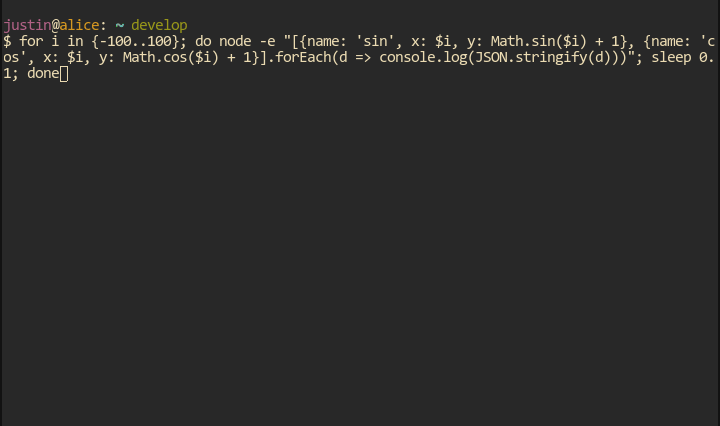 justin@alice: ~ develop
$ for i in {-100..100}; do node -e "[{name: 'sin', x: $i, y: Math.sin($i) + 1}, {name: 'c
os', x: $i, y: Math.cos($i) + 1}].forEach(d => console.log(JSON.stringify(d)))"; sleep 0.
1; done